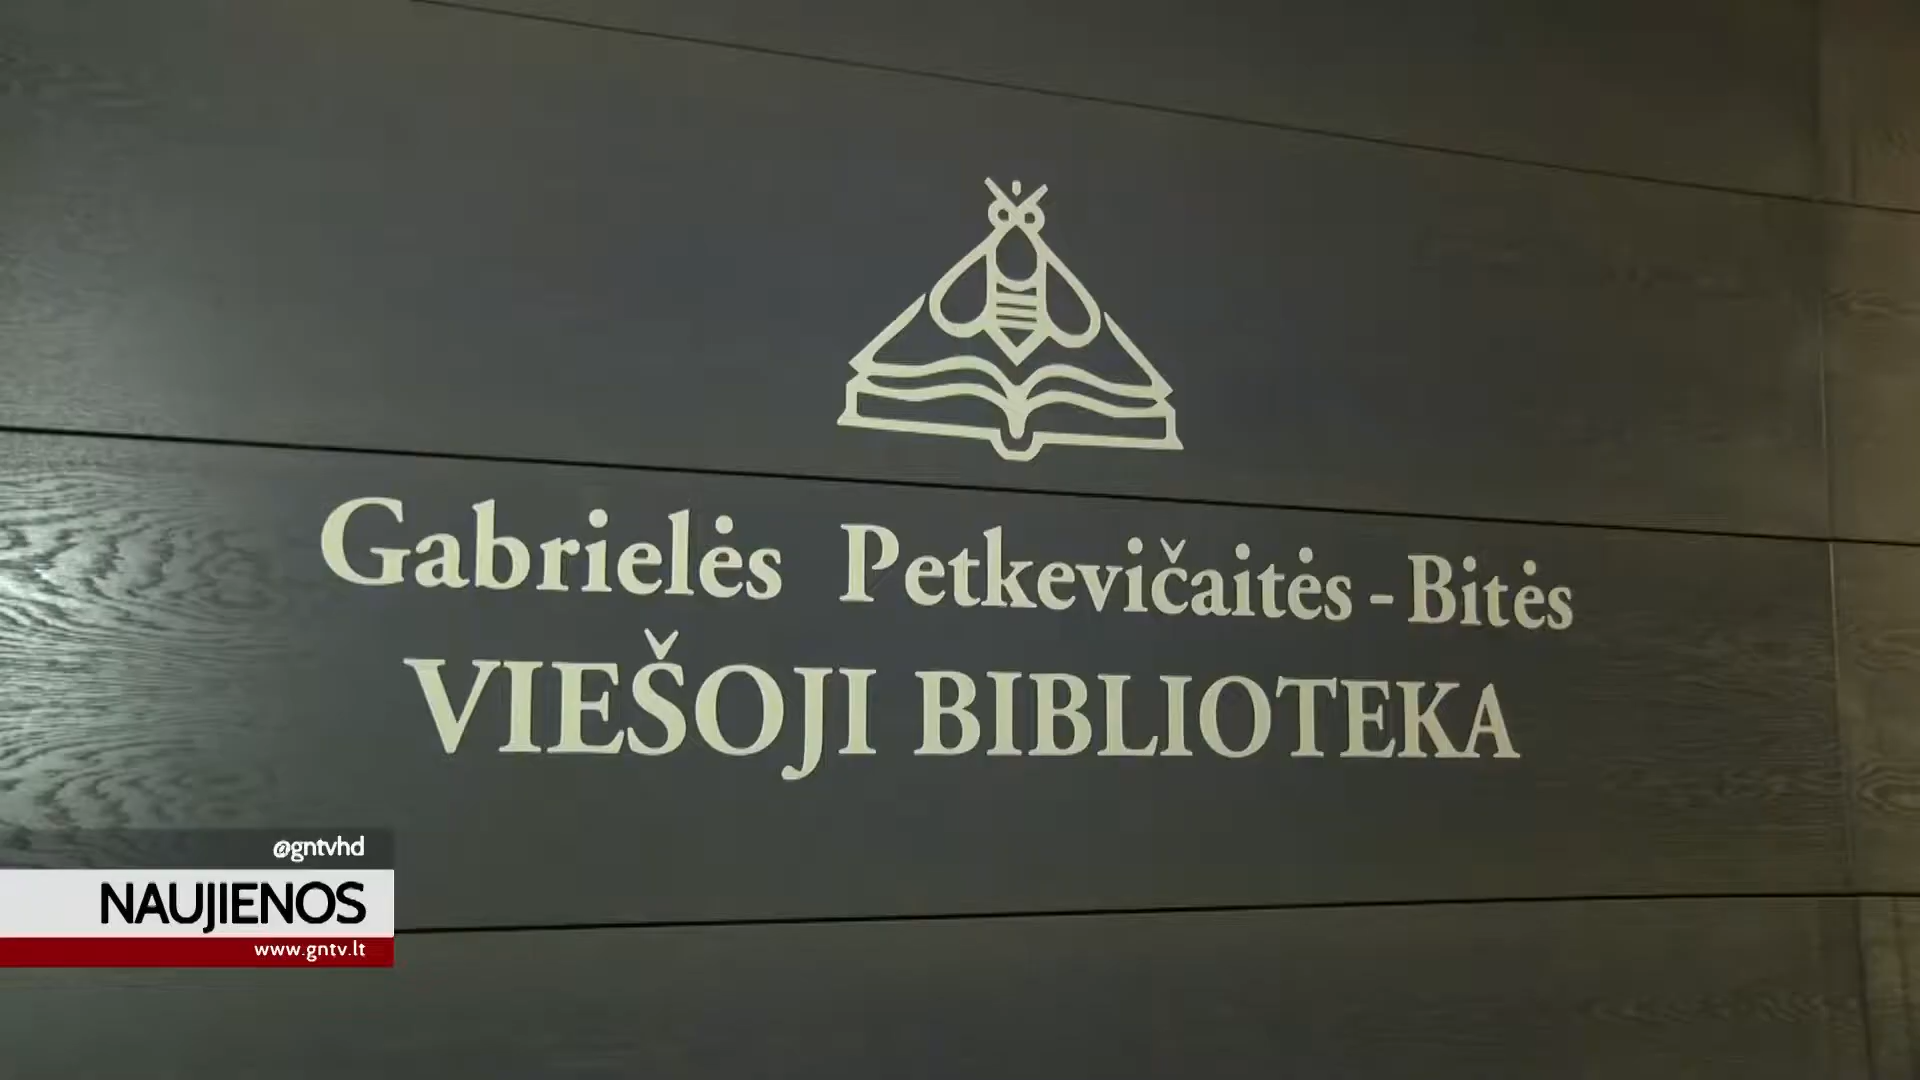 Gabrielės Petkevičaitės - Bitės
VIEŠOJI BIBLIOTEKA
@gntvhd
NAUJIENOS
www.gntv.lt